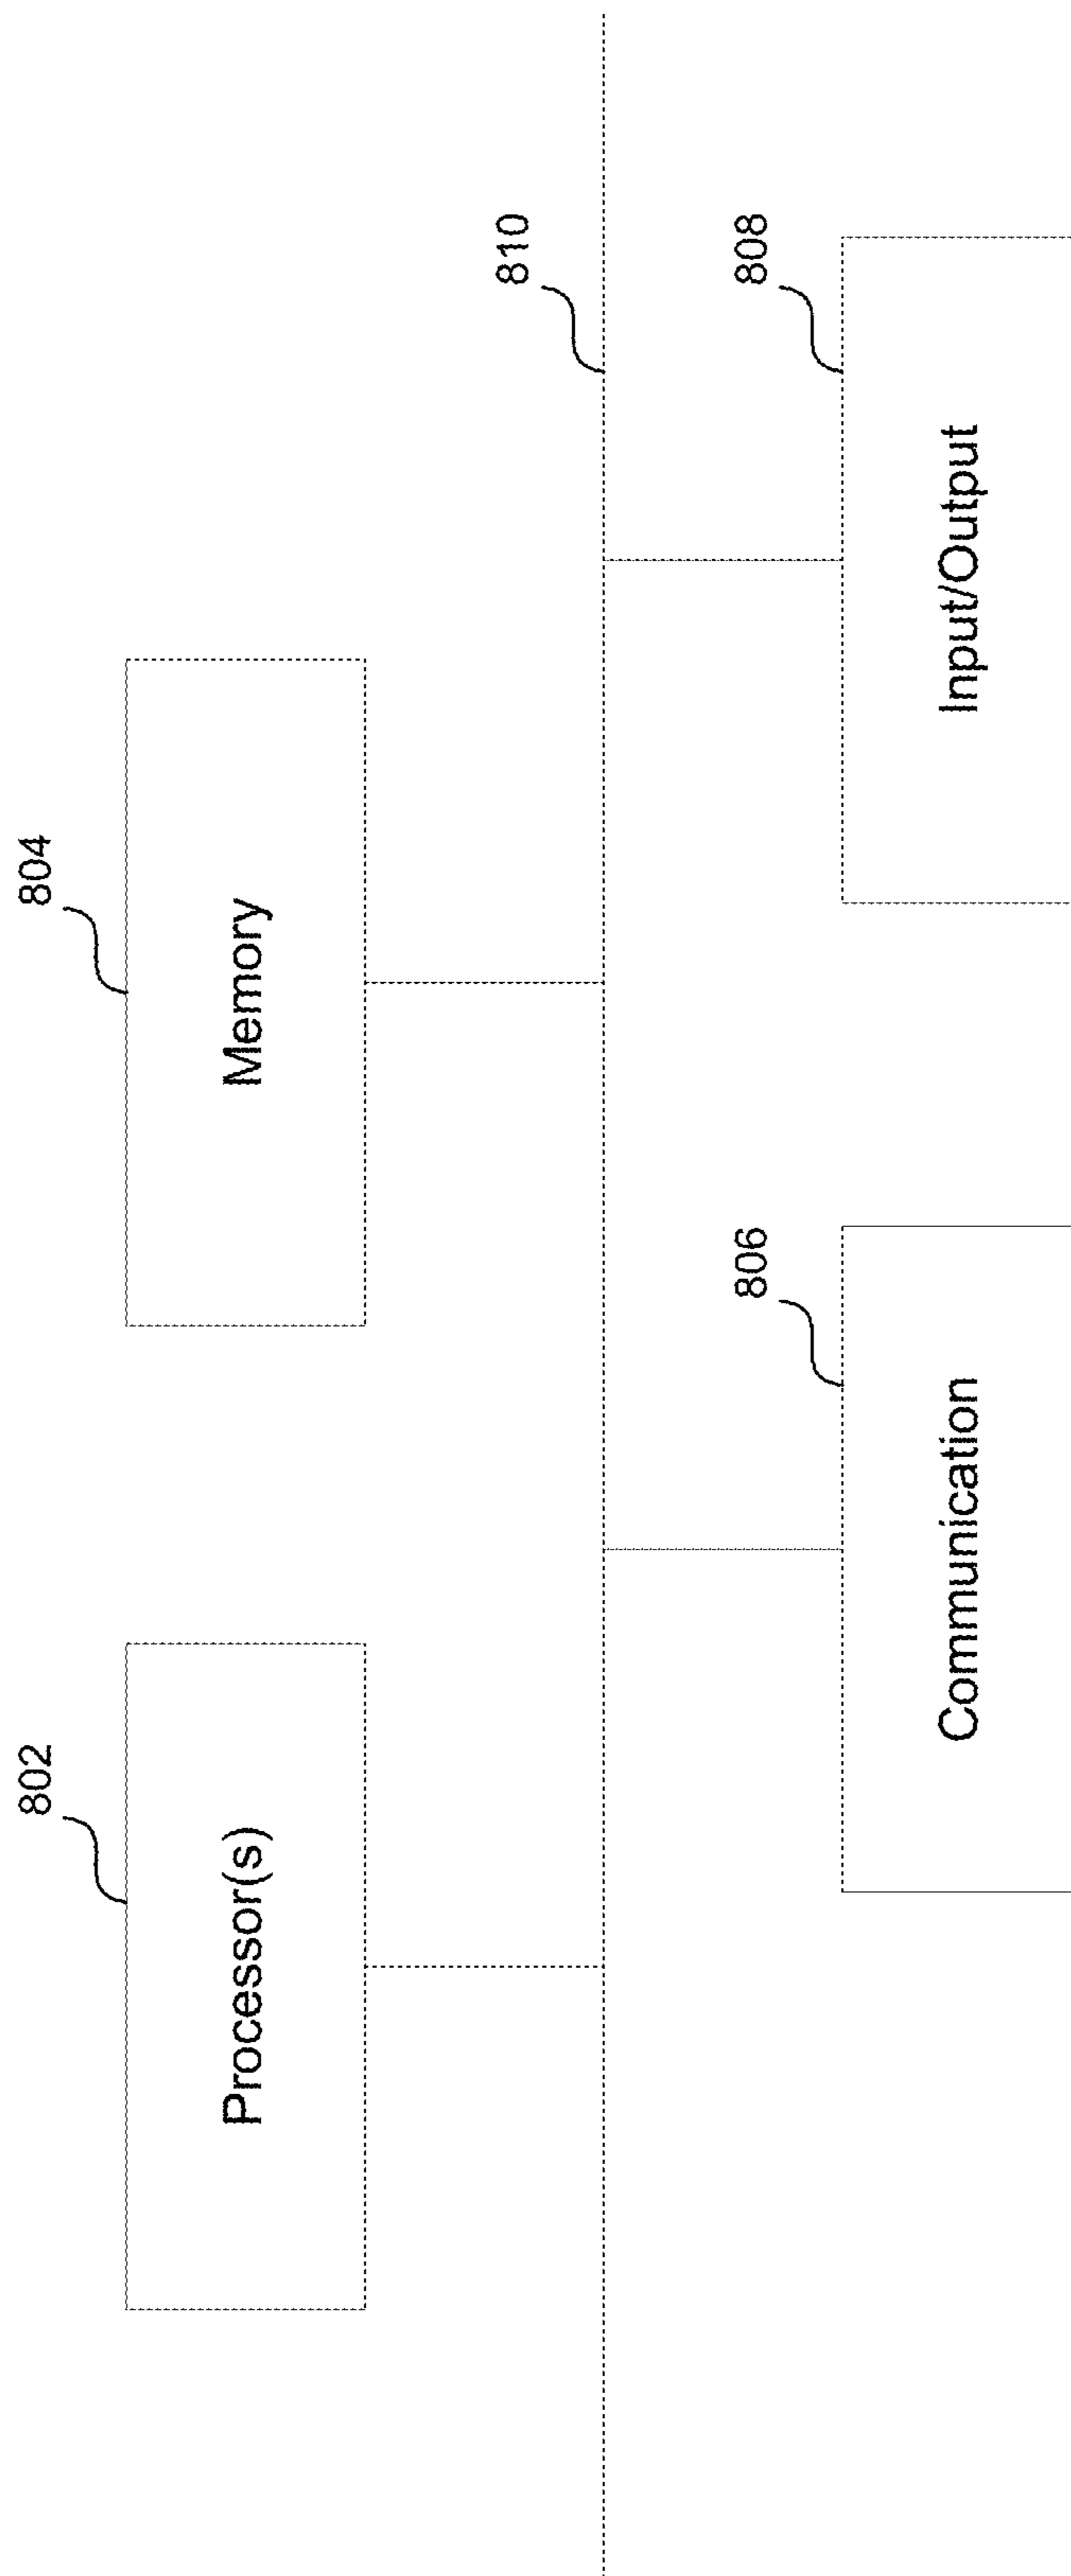 802
Processor(s)
804
Memory
810
806
Communication
808
Input/Output